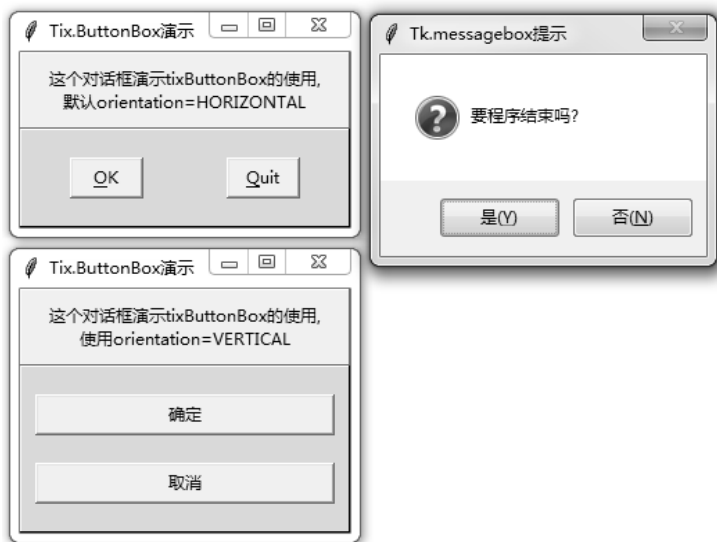 Tix.ButtonBox演示
这个对话框演示tixButtonBox的使用,
默认orientation=HORIZONTAL
OK
Quit
Tk.messagebox提示
要程序结束吗?
是(Y)
否(N)
Tix.ButtonBox演示
这个对话框演示tixButtonBox的使用,
使用orientation=VERTICAL
确定
取消